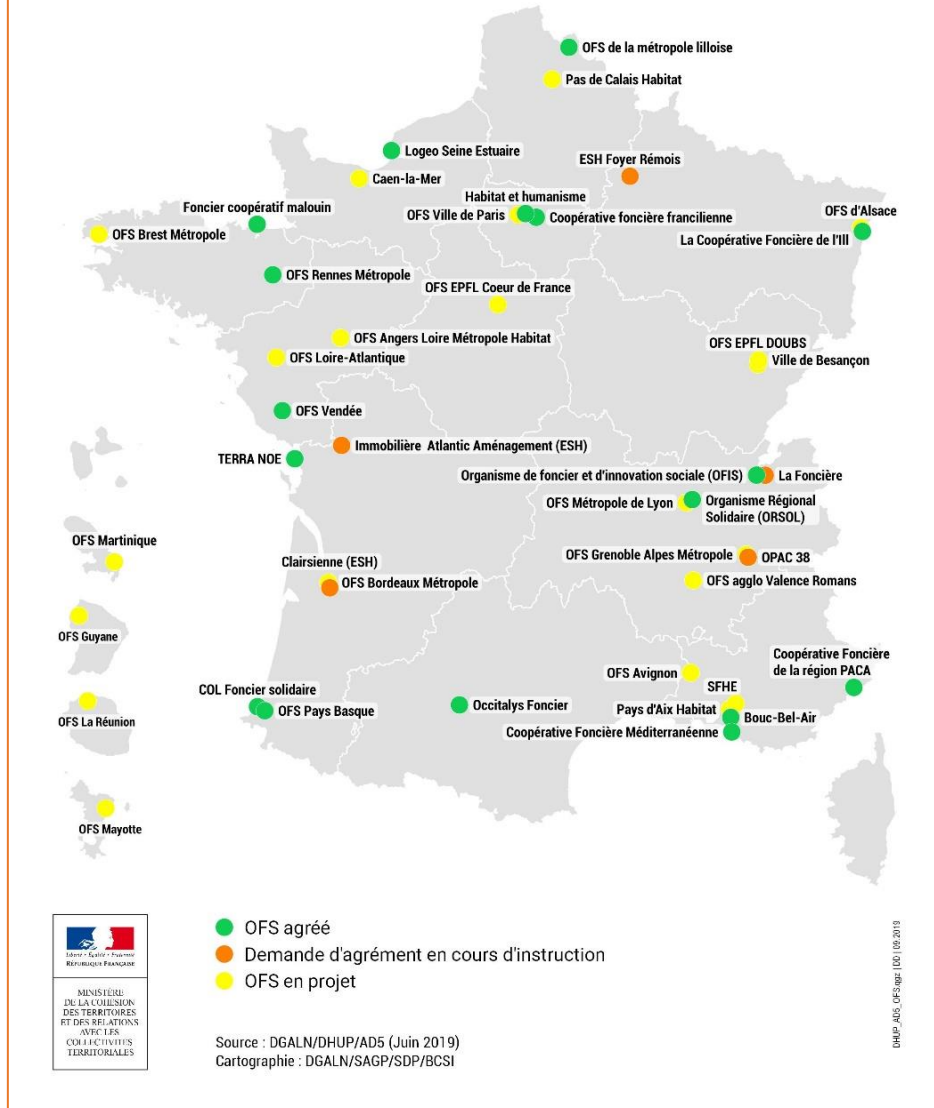 OFS de la métropole lilloise
Pas de Calais Habitat
Logeo Seine Estuaire
ESH Foyer Rémois
Caen-la-Mer
Habitat et humanisme
Foncier coopératif malouin
OFS Ville de Paris
Coopérative foncière francilienne
OFS d'Alsace
OFS Brest Métropole
La Coopérative Foncière de l'Ill
OFS Rennes Métropole
OFS EPFL Coeur de France
OFS Angers Loire Métropole Habitat
OFS EPFL DOUBS
OFS Loire-Atlantique
Ville de Besançon
OFS Vendée
Immobilière Atlantic Aménagement (ESH)
TERRA NOE
Organisme de foncier et d'innovation sociale (OFIS)
La Foncière
OFS Métropole de Lyon
Organisme Régional
Solidaire (ORSOL)
OFS Martinique
Clairsienne (ESH)
OFS Grenoble Alpes Métropole
OPAC 38
OFS Bordeaux Métropole
OFS agglo Valence Romans
OFS Guyane
Coopérative Foncière
de la région PACA
OFS Avignon
SFHE
COL Foncier solidaire
OFS Pays Basque
Occitalys Foncier
Pays d'Aix Habitat
Bouc-Bel-Air
OFS La Réunion
Coopérative Foncière Méditerranéenne
OFS Mayotte
OFS agréé
Demande d'agrément en cours d'instruction
OFS en projet
Liberté • Égalité • Fraternité
RÉPUBLIQUE FRANÇAISE
MINISTÈRE
DE LA COHÉSION
DES TERRITOIRES
ET DES RELATIONS
AVEC LES
COLLECTIVITÉS
TERRITORIALES
Source : DGALN/DHUP/AD5 (Juin 2019)
Cartographie : DGALN/SAGP/SDP/BCSI
DHUP_AD5_OFS.qgz | DD | 09.2019